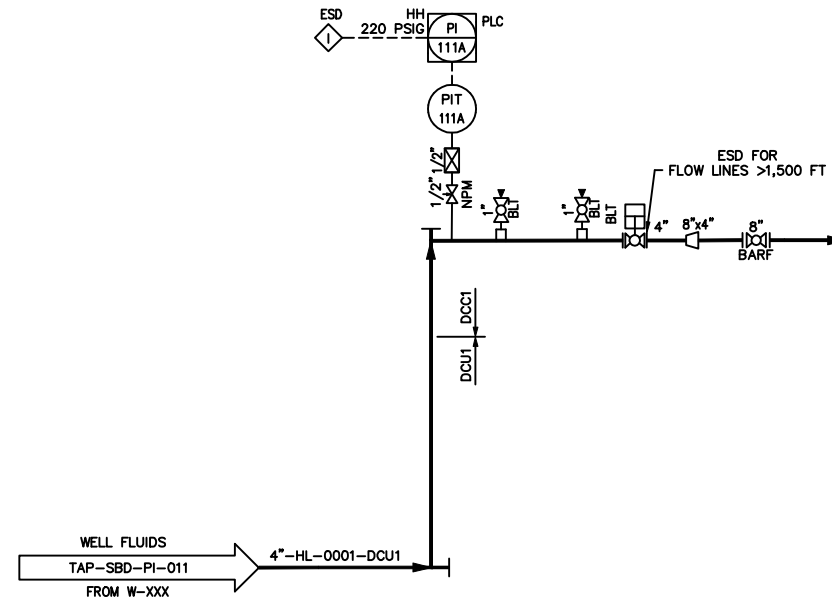 ESD
I
HH
220 PSIG
PI
111A
PLC
PIT
111A
1/2"
1/2"
NPM
1"
BLT
1"
BLT
BLT
ESD FOR
FLOW LINES >1,500 FT
4"
8"x4"
8"
BARF
DCC1
DCU1
WELL FLUIDS
TAP-SBD-PI-011
FROM W-XXX
4"-HL-0001-DCU1